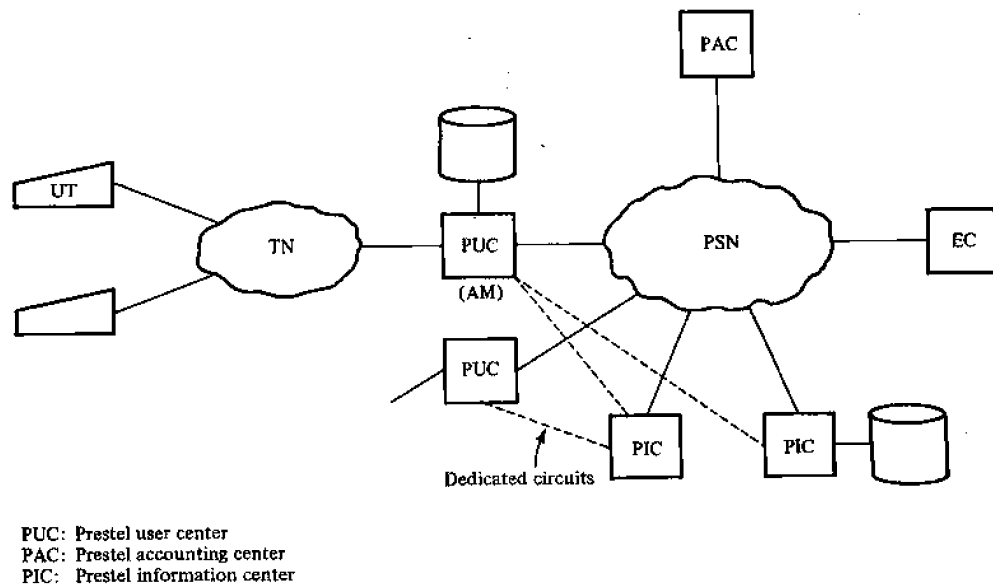 PAC
UT
TN
PUC
(AM)
PSN
EC
PUC
PIC
PIC
Dedicated circuits
PUC: Prestel user center
PAC: Prestel accounting center
PIC: Prestel information center